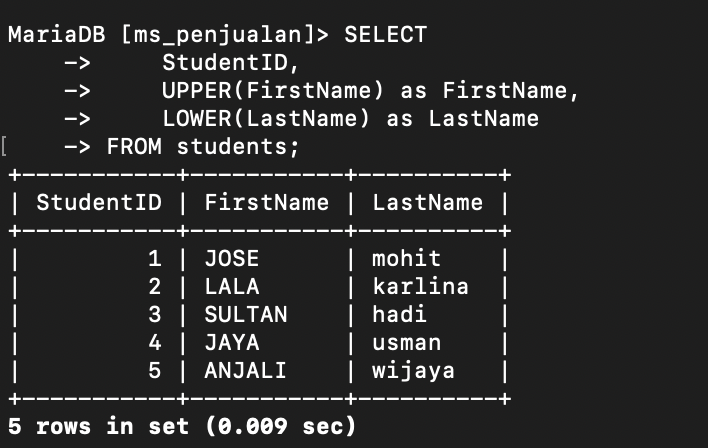 MariaDB [ms_penjualan]> SELECT
    ->     StudentID,
    ->     UPPER(FirstName) as FirstName,
    ->     LOWER(LastName) as LastName
[    -> FROM students;
+-----------+-----------+----------+
| StudentID | FirstName | LastName |
+-----------+-----------+----------+
|         1 | JOSE      | mohit    |
|         2 | LALA      | karlina  |
|         3 | SULTAN    | hadi     |
|         4 | JAYA      | usman    |
|         5 | ANJALI    | wijaya   |
+-----------+-----------+----------+
5 rows in set (0.009 sec)